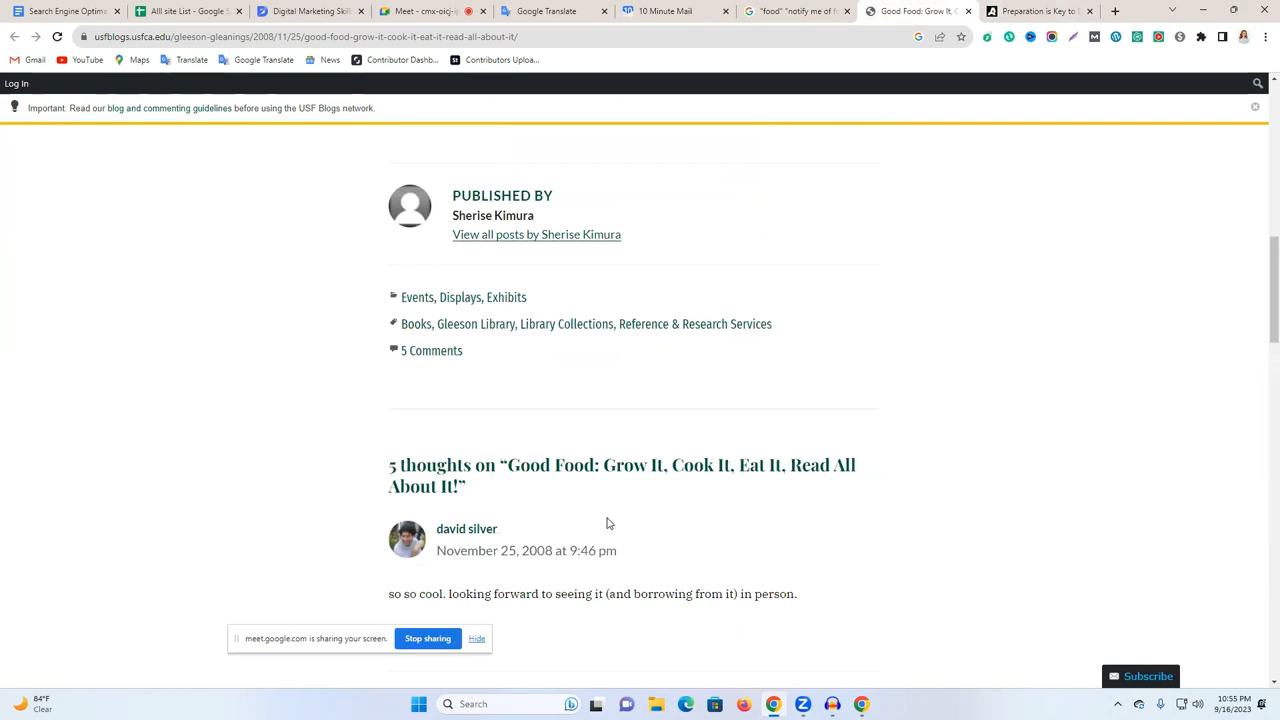 Search Engine Optim
All site List - S
Digital Marketing Skil
Meet - cmx-oicj-
Google Translate
10 Minute Mail
"food" "notify me of f
Good Food: Grow It, C
Preparation is Key to
usfblogs.usfca.edu/gleeson-gleanings/2008/11/25/good-food-grow-it-cook-it-eat-it-read-all-about-it/
Gmail
YouTube
Maps
Translate
Google Translate
News
Contributor Dashb...
Contributors Uploa...
Log In
Important: Read our blog and commenting guidelines before using the USF Blogs network.
PUBLISHED BY
Sherise Kimura
View all posts by Sherise Kimura
Events, Displays, Exhibits
Books, Gleeson Library, Library Collections, Reference & Research Services
5 Comments
5 thoughts on “Good Food: Grow It, Cook It, Eat It, Read All
About It!”
david silver
November 25, 2008 at 9:46 pm
so so cool. looking forward to seeing it (and borrowing from it) in person.
meet.google.com is sharing your screen.
Stop sharing
Hide
Subscribe
84°F
Clear
Search
10:55 PM
9/16/2023